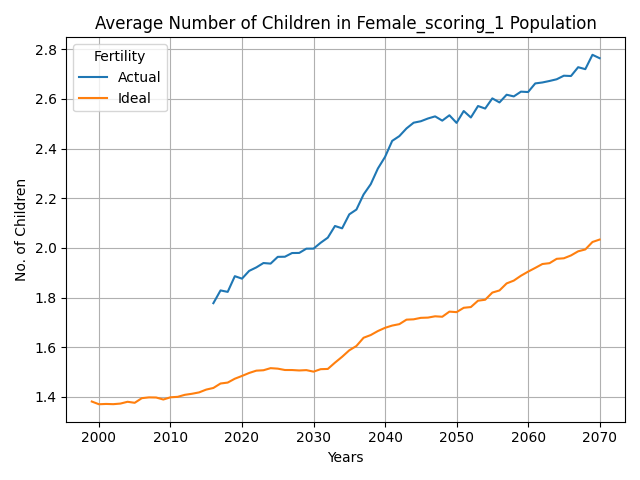 Average Number of Children in Female_scoring_1 Population
Fertility
Actual
Ideal
No. of Children
2.8
2.6
2.4
2.2
2.0
1.8
1.6
1.4
2000 2010 2020 2030 2040 2050 2060 2070
Years